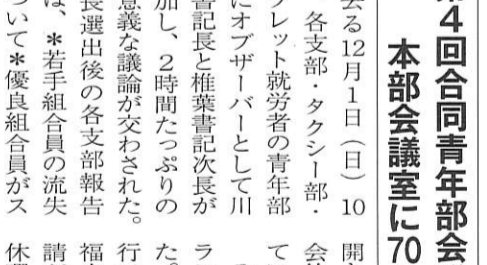 第4回合同青年部会
本部会議室に70
去る12月1日（日）10
各支部・タクシー部・
レット就労者の青年部
にオブザーバーとして川
書記長と椎葉書記次長が
加し、2時間たっぷりの
意義な議論が交わされた。
長選出後の各支部報告
は、＊若手組合員の流失
ついて＊優良組合員がス
開
会
て
ラ
た。
行
福
請
休